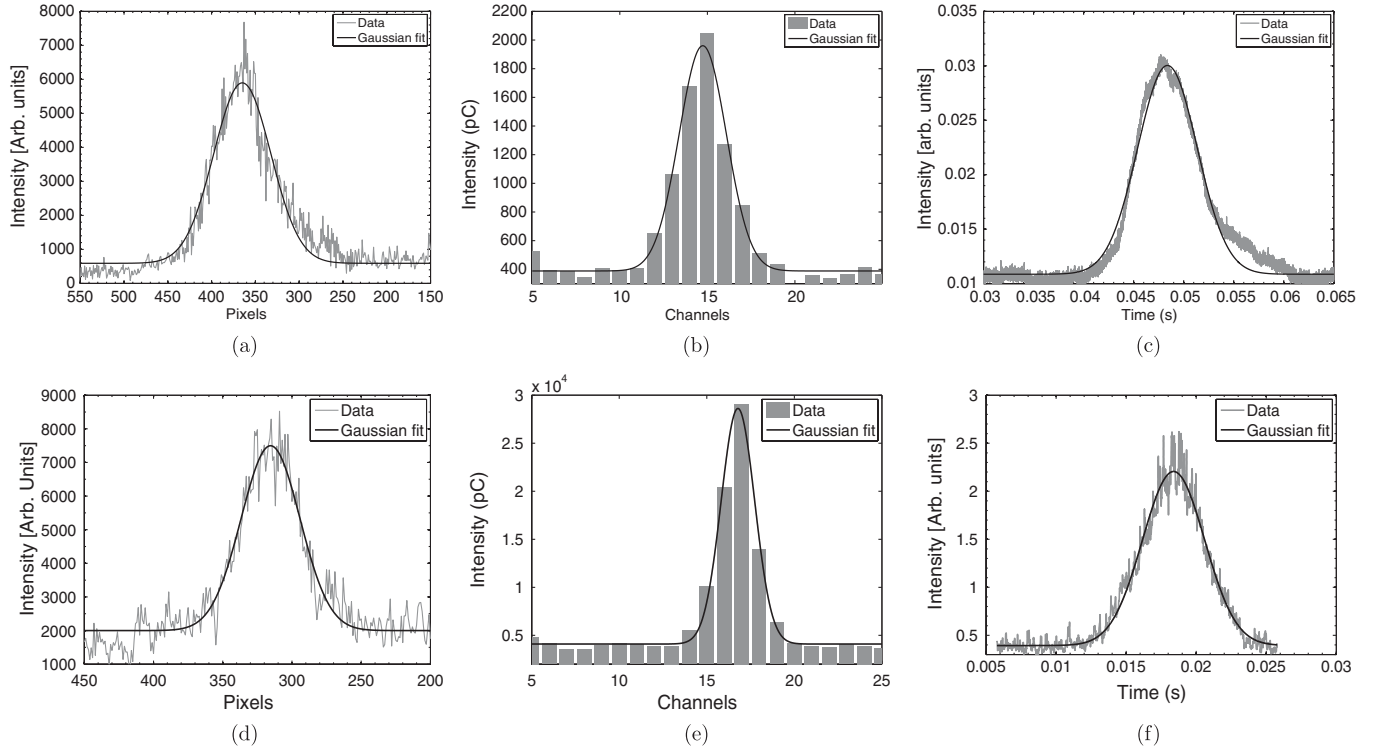 8000
7000
6000
5000
4000
3000
2000
1000
0
Intensity [Arb. units]
550 500 450 400 350 300 250 200 150
Pixels
Data
Gaussian fit
(a)
2200
2000
1800
1600
1400
1200
1000
800
600
400
Intensity (pC)
5 10 15 20
Channels
Data
Gaussian fit
(b)
0.035
0.03
0.025
0.02
0.015
0.01
Intensity [arb. units]
0.03 0.035 0.04 0.045 0.05 0.055 0.06 0.065
Time (s)
Data
Gaussian fit
(c)
9000
8000
7000
6000
5000
4000
3000
2000
1000
Intensity [Arb. Units]
450 400 350 300 250 200
Pixels
Data
Gaussian fit
(d)
x 10⁴
3
2.5
2
1.5
1
0.5
Intensity (pC)
5 10 15 20 25
Channels
Data
Gaussian fit
(e)
3
2.5
2
1.5
1
0.5
Intensity [Arb. units]
0.005 0.01 0.015 0.02 0.025 0.03
Time (s)
Data
Gaussian fit
(f)